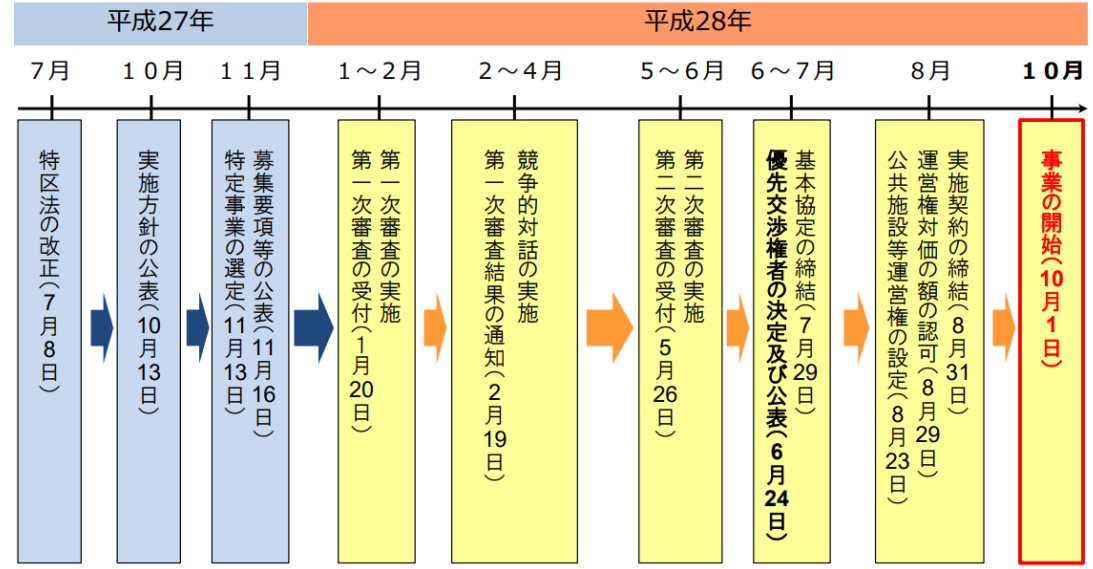 平成27年
平成28年
7月
10月
11月
1～2月
2～4月
5～6月
6～7月
8月
10月
特区法の改正(7月8日)
実施方針の公表(10月13日)
募集要項等の公表(11月16日)
特定事業の選定(11月13日)
第一次審査の実施
第一次審査の受付(1月20日)
競争的対話の実施
第一次審査結果の通知(2月19日)
第二次審査の実施
第二次審査の受付(5月26日)
基本協定の締結(7月29日)
優先交渉権者の決定及び公表(6月24日)
実施契約の締結(8月31日)
運営権対価の額の認可(8月29日)
公共施設等運営権の設定(8月23日)
事業の開始(10月1日)